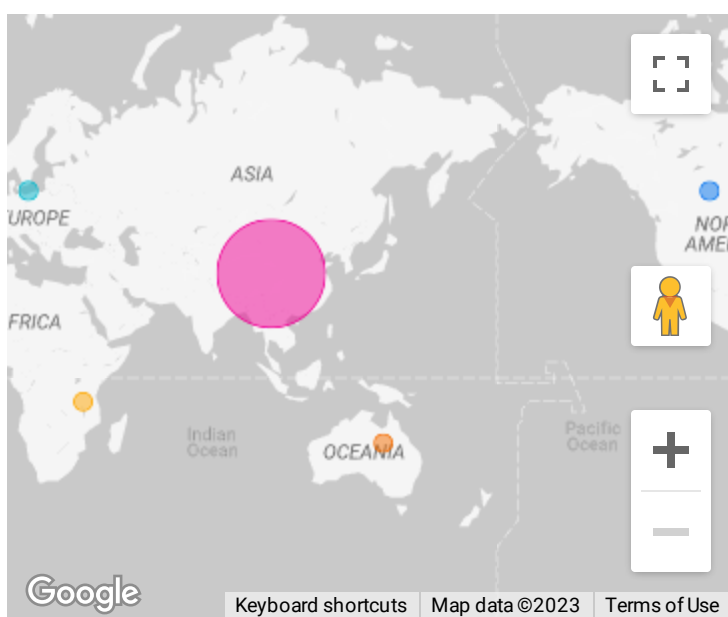 ASIA
UROPE
NOR
AME
FRICA
Indian
Ocean
OCEANIA
Pacific
Ocean
Google
Keyboard shortcuts
Map data ©2023
Terms of Use